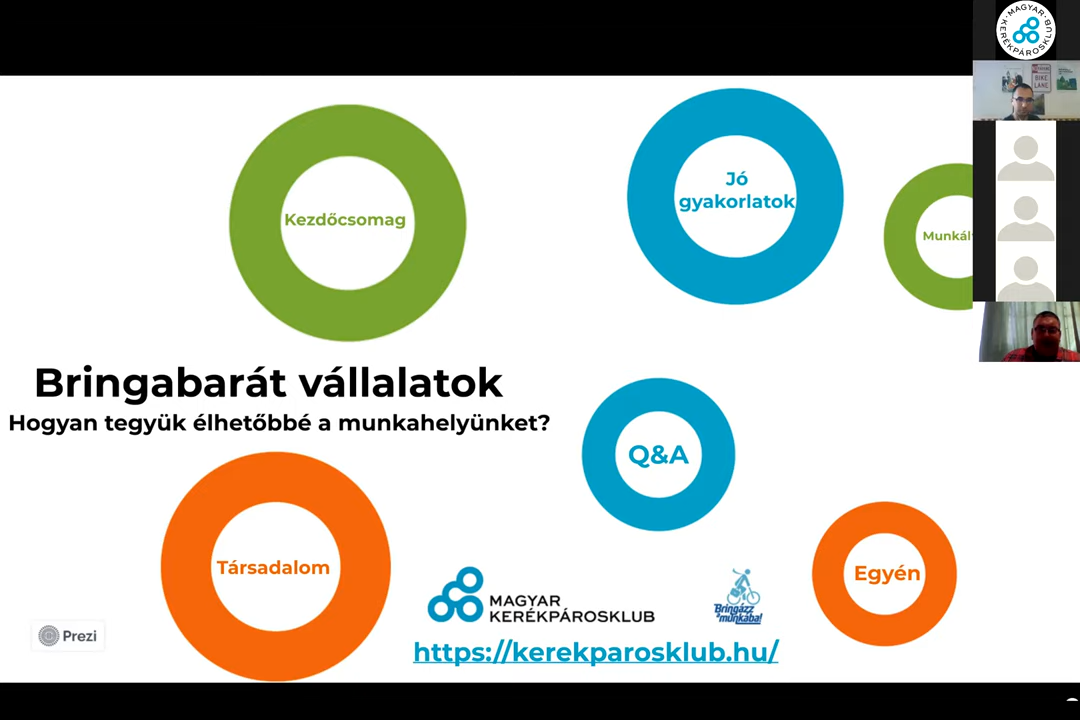 Kezdőcsomag
Jó
gyakorlatok
Munkál
Bringabarát vállalatok
Hogyan tegyük élhetőbbé a munkahelyünket?
Q&A
Társadalom
Egyén
MAGYAR
KERÉKPÁROSKLUB
Bringázz
a munkába!
https://kerekparosklub.hu/
Prezi
MAGYAR
KERÉKPÁROSKLUB
BIKE
LANE